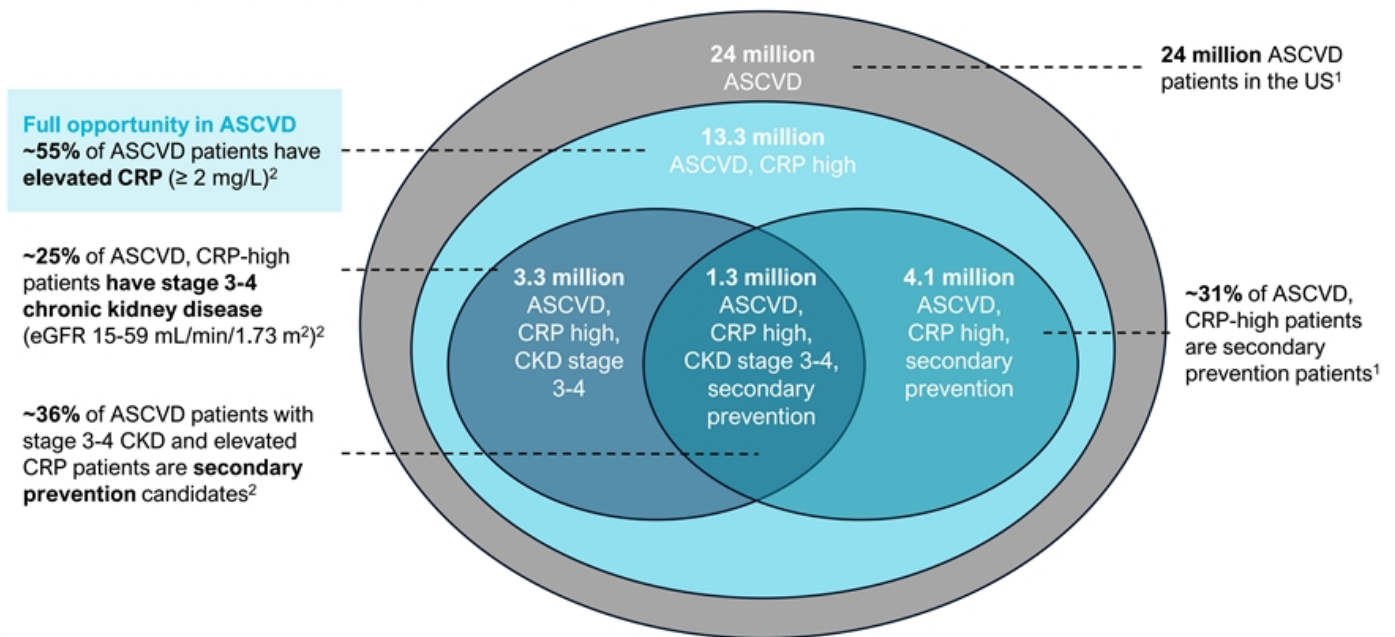 24 million
ASCVD
24 million ASCVD
patients in the US¹
Full opportunity in ASCVD
~55% of ASCVD patients have
elevated CRP (≥ 2 mg/L)²
13.3 million
ASCVD, CRP high
~25% of ASCVD, CRP-high
patients have stage 3-4
chronic kidney disease
(eGFR 15-59 mL/min/1.73 m²)²
3.3 million
ASCVD,
CRP high,
CKD stage
3-4
1.3 million
ASCVD,
CRP high,
CKD stage 3-4,
secondary
prevention
4.1 million
ASCVD,
CRP high,
secondary
prevention
~31% of ASCVD,
CRP-high patients
are secondary
prevention patients¹
~36% of ASCVD patients with
stage 3-4 CKD and elevated
CRP patients are secondary
prevention candidates²